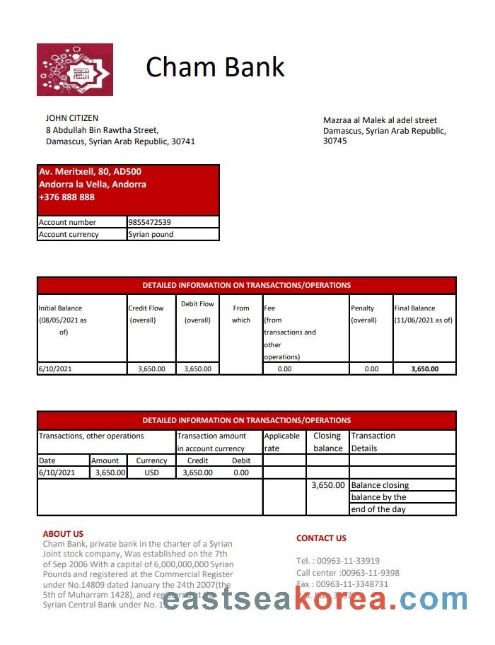 Cham Bank
JOHN CITIZEN
8 Abdullah Bin Rawtha Street,
Damascus, Syrian Arab Republic, 30741
Mazraa al Malek al adel street
Damascus, Syrian Arab Republic,
30745
Av. Meritxell, 80, AD500
Andorra la Vella, Andorra
+376 888 888
Account number 9855472539
Account currency Syrian pound
DETAILED INFORMATION ON TRANSACTIONS/OPERATIONS
Initial Balance Credit Flow Debit Flow From Fee Penalty Final Balance
(08/05/2021 as (overall) (overall) which (from (overall) (11/06/2021 as of)
of) transactions and
other
operations)
6/10/2021 3,650.00 3,650.00 0.00 0.00 3,650.00
DETAILED INFORMATION ON TRANSACTIONS/OPERATIONS
Transactions, other operations Transaction amount Applicable Closing Transaction
in account currency rate balance Details
Date Amount Currency Credit Debit
6/10/2021 3,650.00 USD 3,650.00 0.00
3,650.00 Balance closing
balance by the
end of the day
ABOUT US
Cham Bank, private bank in the charter of a Syrian
Joint stock company, Was established on the 7th
of Sep 2006 With a capital of 6,000,000,000 Syrian
Pounds and registered at the Commercial Register
under No.14809 dated January the 24th 2007(the
5th of Muharram 1428), and
Syrian Central Bank under No.
CONTACT US
Tel. : 00963-11-33919
Call center :00963-11-9398
Fax : 00963-11-3348731
eastseakorea.com